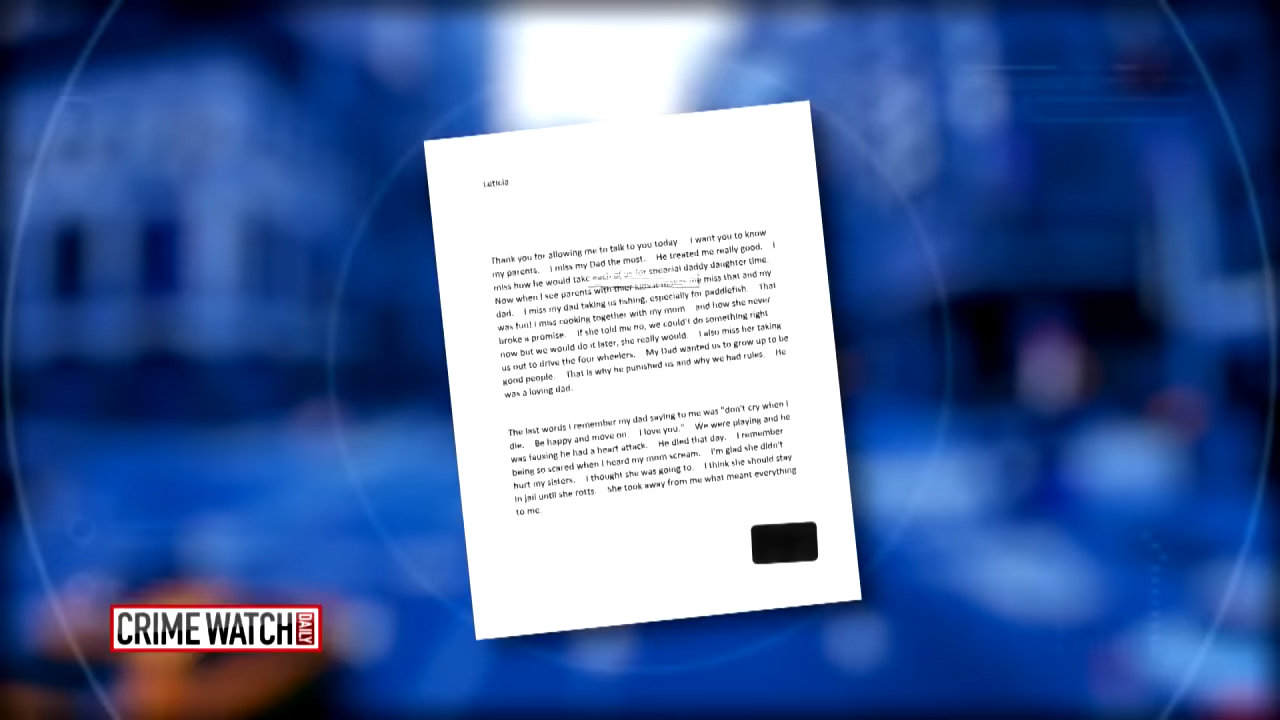 Leticia
Thank you for allowing me to talk to you today I want you to know
my parents. I miss my Dad the most. He treated me really good. I
miss how he would take each of us for special daddy daughter time.
Now when I see parents with thier kids it makes me miss that and my
dad. I miss my dad taking us fishing, especially for paddlefish. That
was fun! I miss cooking together with my mom and how she never
broke a promise. If she told me no, we could't do something right
now but we would do it later, she really would. I also miss her taking
us out to drive the four wheelers. My Dad wanted us to grow up to be
good people. That is why he punished us and why we had rules. He
was a loving dad.
The last words I remember my dad saying to me was "don't cry when I
die. Be happy and move on. I love you." We were playing and he
was fauxing he had a heart attack. He died that day. I remember
being so scared when I heard my mom scream. I'm glad she didn't
hurt my sisters. I thought she was going to. I think she should stay
in jail until she rotts. She took away from me what meant everything
to me.
CRIME WATCH DAILY